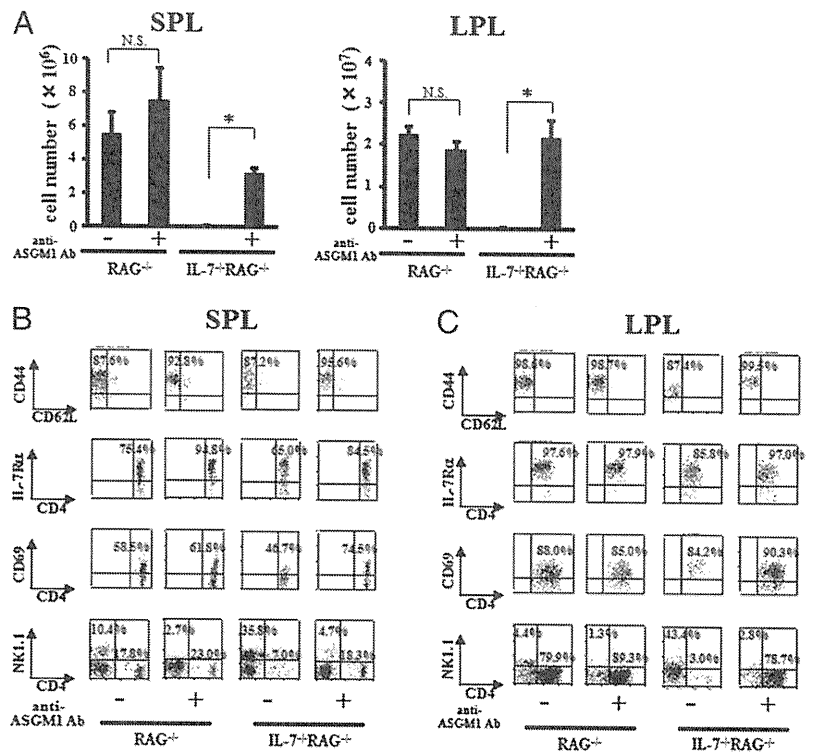 A
SPL
LPL
cell number (× 10⁶)
10
8
6
4
2
0
N.S.
*
cell number (× 10⁷)
4
3
2
1
0
N.S.
*
anti-
ASGM1 Ab
- +
+
RAG-/-
IL-7-/-RAG-/-
anti-
ASGM1 Ab
- +
+
RAG-/-
IL-7-/-RAG-/-
B
SPL
CD44
87.6% 92.8% 87.2% 95.6%
CD62L
IL-7Rα
75.4% 94.8% 65.0% 84.5%
CD4
CD69
58.5% 61.8% 46.7% 74.5%
CD4
NK1.1
10.4% 2.7% 35.8% 4.7%
17.8% 23.0% 7.0% 18.3%
CD4
anti-
ASGM1 Ab
- + - +
RAG-/-
IL-7-/-RAG-/-
C
LPL
CD44
98.6% 98.7% 87.4% 99.5%
CD62L
IL-7Rα
97.6% 97.9% 85.8% 97.0%
CD4
CD69
88.0% 85.0% 84.2% 90.3%
CD4
NK1.1
4.4% 1.3% 43.4% 2.8%
79.9% 89.3% 3.0% 78.7%
CD4
anti-
ASGM1 Ab
- + - +
RAG-/-
IL-7-/-RAG-/-